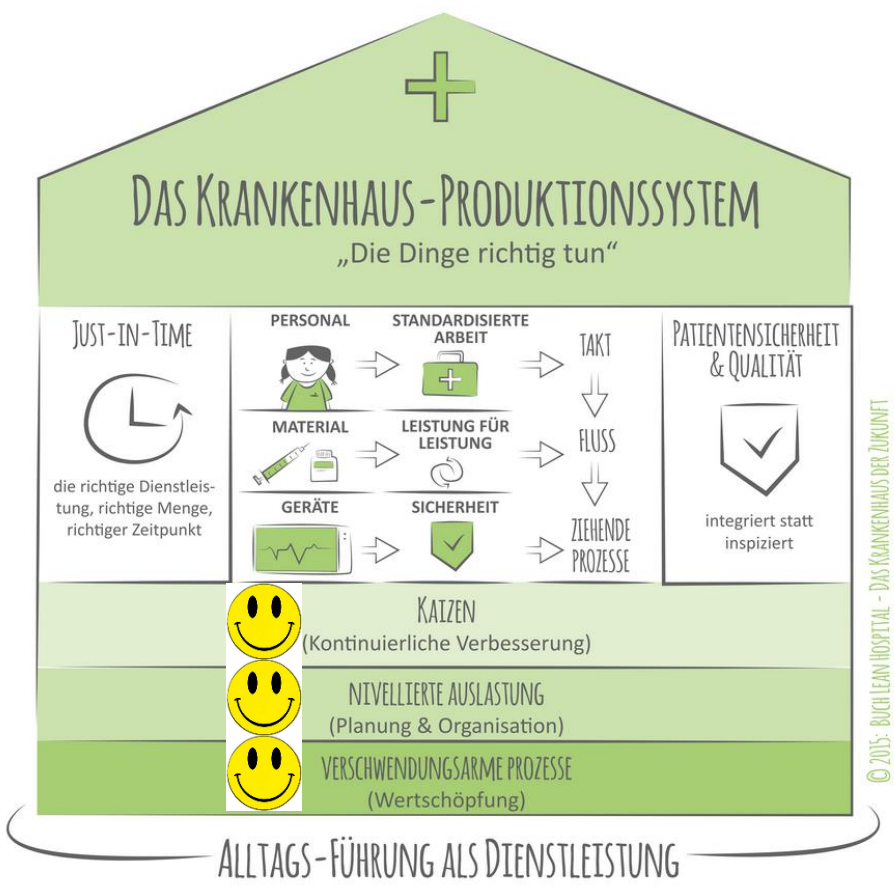 DAS KRANKENHAUS-PRODUKTIONSSYSTEM
„Die Dinge richtig tun“
JUST-IN-TIME
die richtige Dienstleis-
tung, richtige Menge,
richtiger Zeitpunkt
PERSONAL
STANDARDISIERTE
ARBEIT
MATERIAL
LEISTUNG FÜR
LEISTUNG
GERÄTE
SICHERHEIT
TAKT
FLUSS
ZIEHENDE
PROZESSE
PATIENTENSICHERHEIT
& QUALITÄT
integriert statt
inspiziert
KAIZEN
(Kontinuierliche Verbesserung)
NIVELLIERTE AUSLASTUNG
(Planung & Organisation)
VERSCHWENDUNGSARME PROZESSE
(Wertschöpfung)
ALLTAGS-FÜHRUNG ALS DIENSTLEISTUNG
© 2015: BUCH LEAN HOSPITAL - DAS KRANKENHAUS DER ZUKUNFT